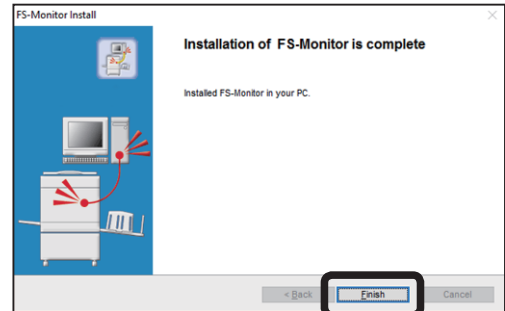 FS-Monitor Install
Installation of FS-Monitor is complete
Installed FS-Monitor in your PC.
< Back
Finish
Cancel